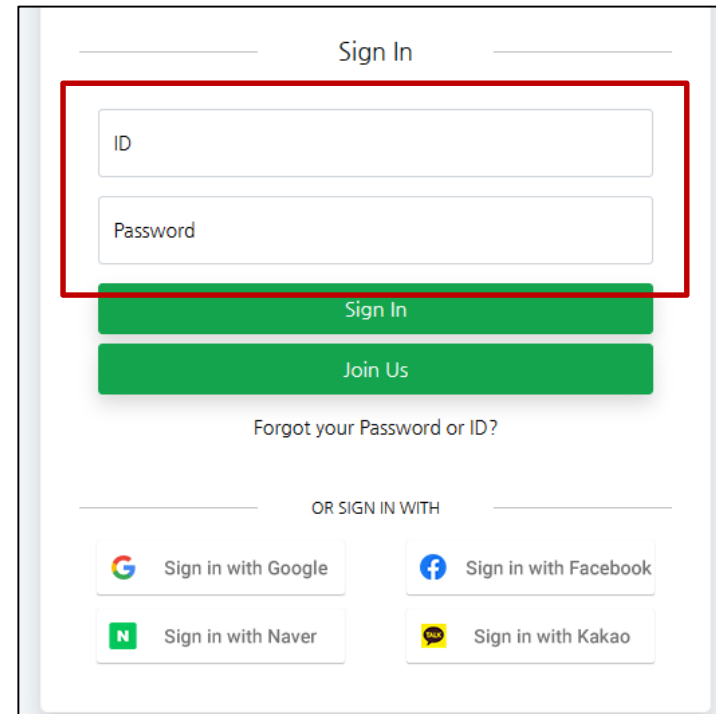 Sign In
ID
Password
Sign In
Join Us
Forgot your Password or ID?
OR SIGN IN WITH
Sign in with Google
Sign in with Facebook
N
Sign in with Naver
TALK
Sign in with Kakao